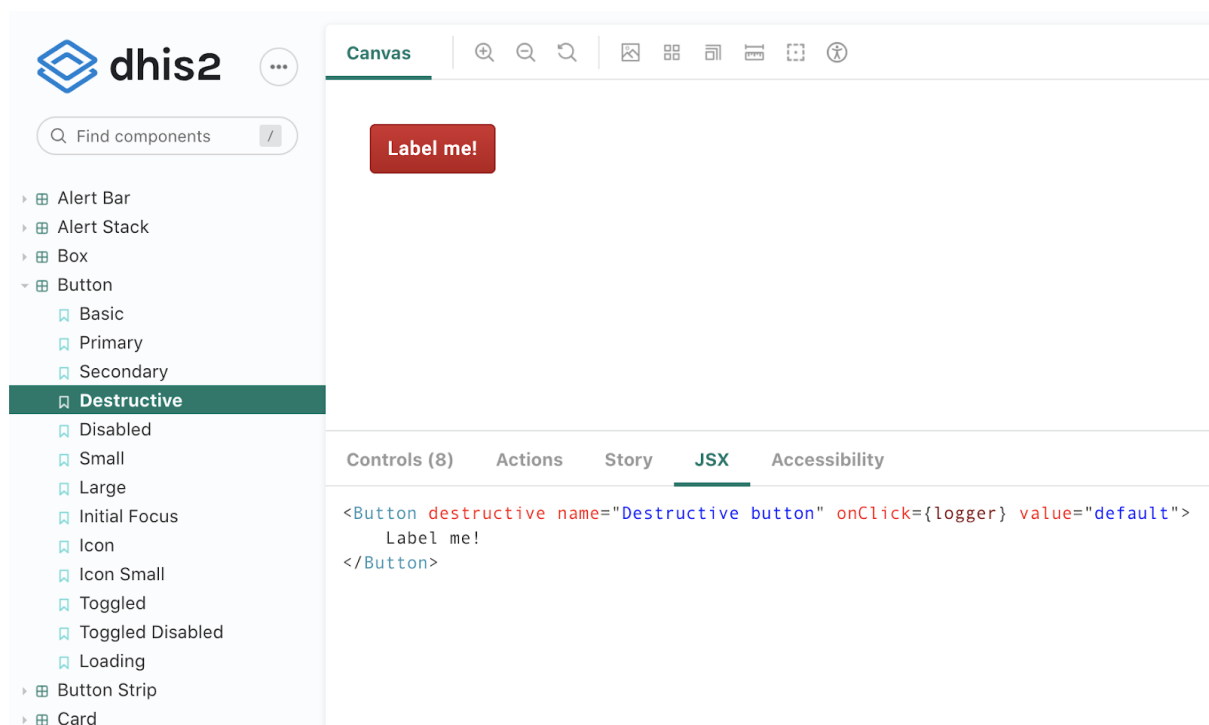 dhis2
Find components /
Alert Bar
Alert Stack
Box
Button
Basic
Primary
Secondary
Destructive
Disabled
Small
Large
Initial Focus
Icon
Icon Small
Toggled
Toggled Disabled
Loading
Button Strip
Card
Canvas
Label me!
Controls (8) Actions Story JSX Accessibility
<Button destructive name="Destructive button" onClick={logger} value="default">
    Label me!
</Button>